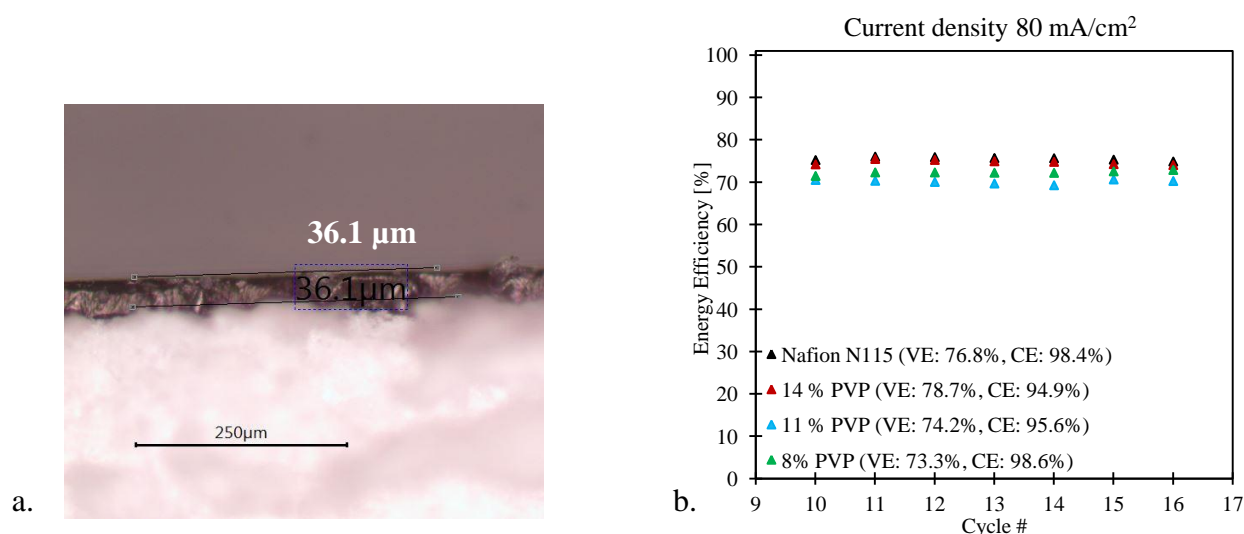 36.1 μm
36.1μm
250μm
a.
Current density 80 mA/cm²
100
90
80
70
60
50
40
30
20
10
0
Energy Efficiency [%]
Nafion N115 (VE: 76.8%, CE: 98.4%)
14 % PVP (VE: 78.7%, CE: 94.9%)
11 % PVP (VE: 74.2%, CE: 95.6%)
8% PVP (VE: 73.3%, CE: 98.6%)
9 10 11 12 13 14 15 16 17
Cycle #
b.